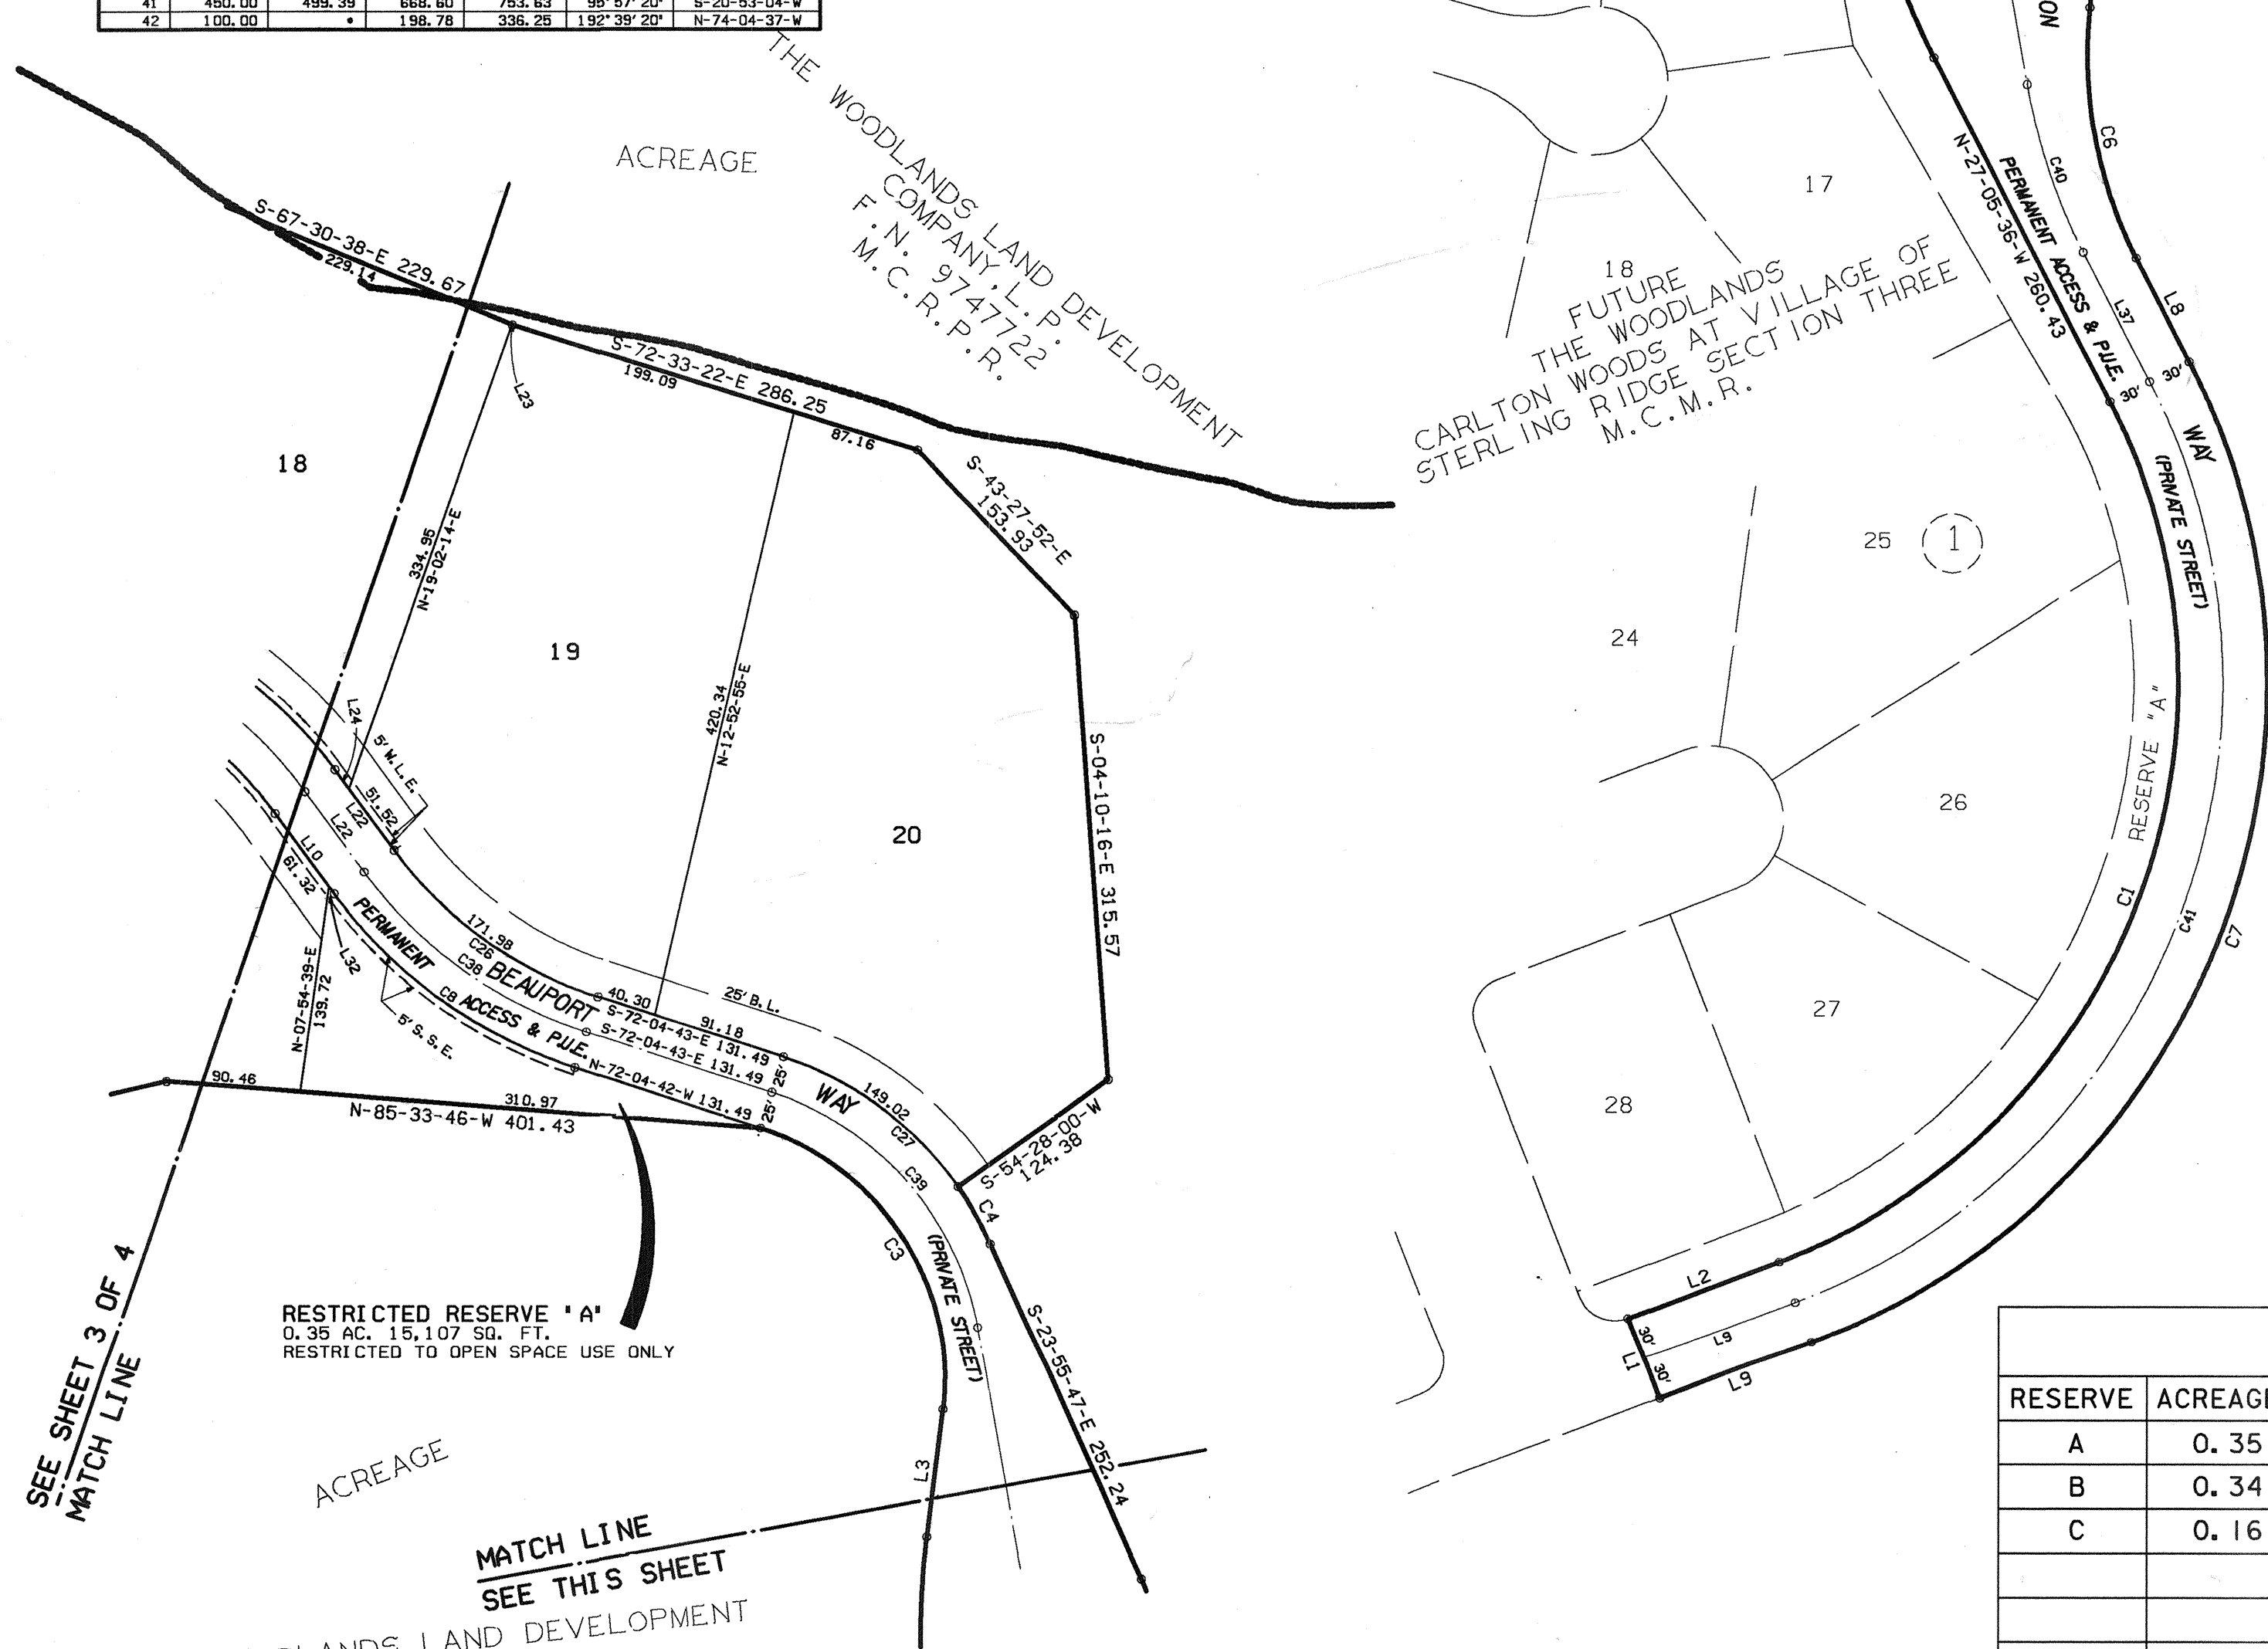 41 450.00 499.39 668.60 753.63 95°57'20" S-20-53-04-W
42 100.00 • 198.78 336.25 192°39'20" N-74-04-37-W
THE WOODLANDS LAND DEVELOPMENT
COMPANY, L.P.
F.N. 9747722
M.C.R.P.R.
ACREAGE
S-67-30-38-E 229.67
229.14
S-72-33-22-E 286.25
199.09
87.16
L23
S-43-27-52-E
153.93
18
334.95
N-19-02-14-E
19
420.34
N-12-52-55-E
20
S-04-10-16-E 315.57
L24
5' W.L.E.
51.52
L22
L22
L10
61.32
L32
N-07-54-39-E
139.72
PERMANENT
ACCESS & P.U.E.
171.98
C26
C38
C8
BEAUPORT
WAY
(PRIVATE STREET)
5' S.S.E.
40.30
25' B.L.
91.18
S-72-04-43-E 131.49
S-72-04-43-E 131.49
N-72-04-42-W 131.49
25'
25'
149.02
C27
C39
S-54-28-00-W
124.38
C4
C3
90.46
310.97
N-85-33-46-W 401.43
S-23-55-47-E 252.24
L3
RESTRICTED RESERVE "A"
0.35 AC. 15,107 SQ. FT.
RESTRICTED TO OPEN SPACE USE ONLY
SEE SHEET 3 OF 4
MATCH LINE
ACREAGE
MATCH LINE
SEE THIS SHEET
LANDS LAND DEVELOPMENT
ON
C6
C40
17
N-27-05-36-W 260.43
PERMANENT ACCESS & P.U.E.
L37
L8
30'
30'
18
FUTURE
THE WOODLANDS
CARLTON WOODS AT VILLAGE OF
STERLING RIDGE SECTION THREE
M.C.M.R.
WAY
(PRIVATE STREET)
25
1
24
RESERVE "A"
26
C1
C41
C7
27
28
L2
30'
L1
30'
L9
L9
RESERVE ACREAGE
A 0.35
B 0.34
C 0.16